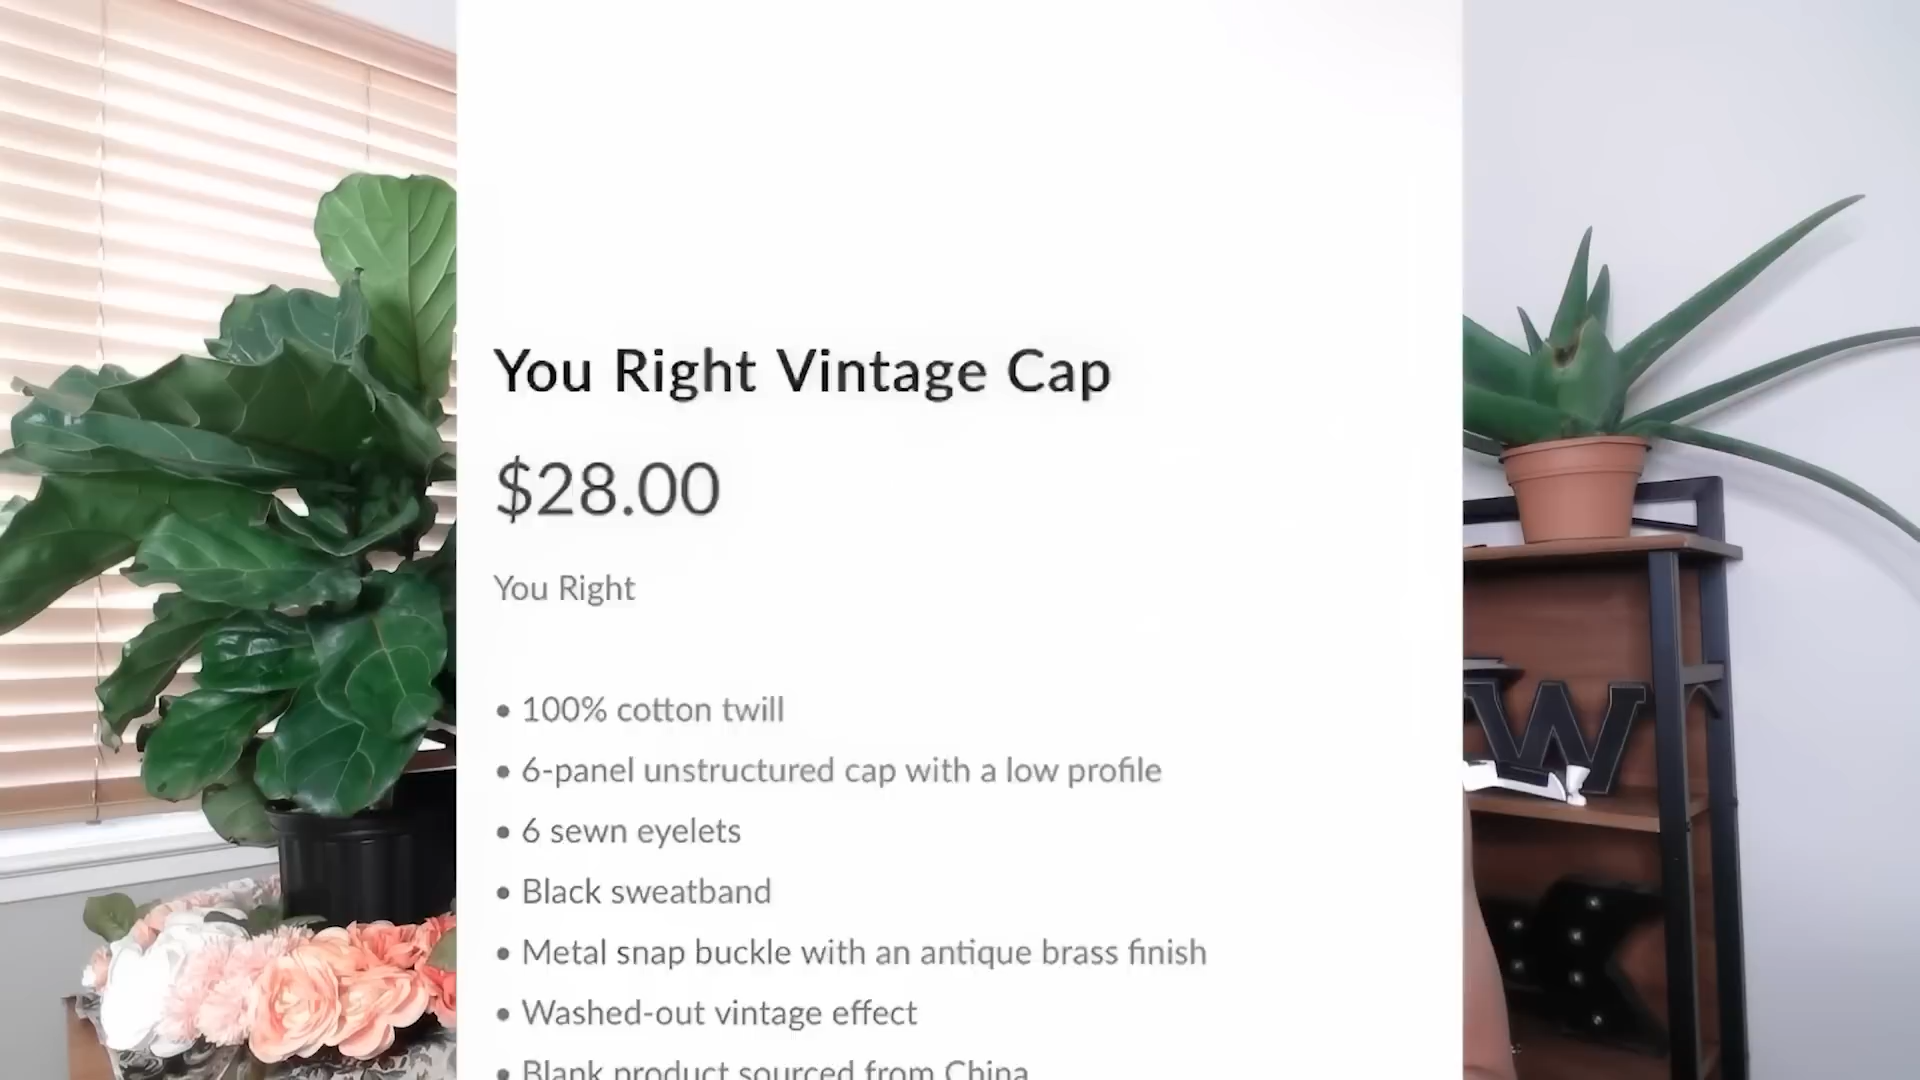 You Right Vintage Cap
$28.00
You Right
• 100% cotton twill
• 6-panel unstructured cap with a low profile
• 6 sewn eyelets
• Black sweatband
• Metal snap buckle with an antique brass finish
• Washed-out vintage effect
• Blank product sourced from China
W